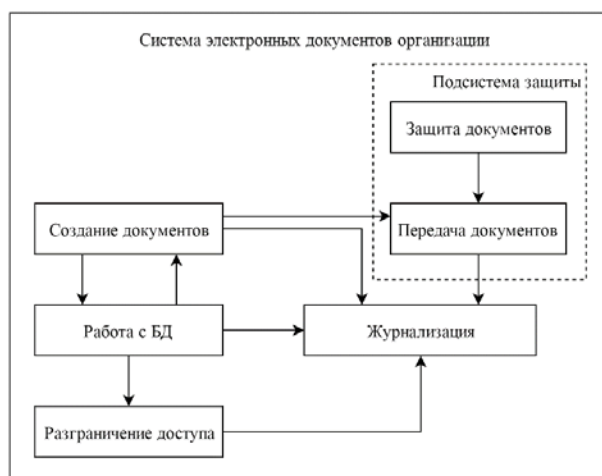 Система электронных документов организации
Подсистема защиты
Защита документов
Создание документов
Передача документов
Работа с БД
Журнализация
Разграничение доступа